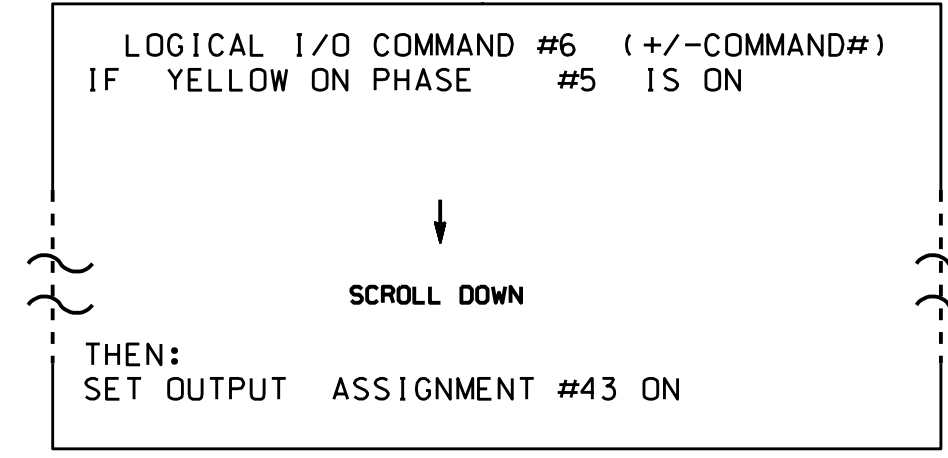 LOGICAL I/O COMMAND #6 (+/-COMMAND#)
IF YELLOW ON PHASE #5 IS ON
SCROLL DOWN
THEN:
SET OUTPUT ASSIGNMENT #43 ON